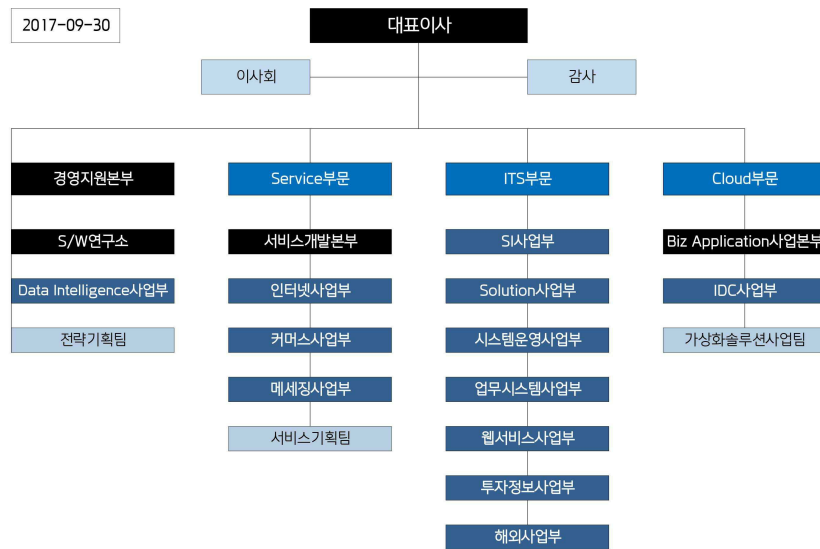 2017-09-30
대표이사
이사회
감사
경영지원본부
Service부문
ITS부문
Cloud부문
S/W연구소
서비스개발본부
SI사업부
Biz Application사업본부
Data Intelligence사업부
인터넷사업부
Solution사업부
IDC사업부
전략기획팀
커머스사업부
시스템운영사업부
가상화솔루션사업팀
메세징사업부
업무시스템사업부
서비스기획팀
웹서비스사업부
투자정보사업부
해외사업부